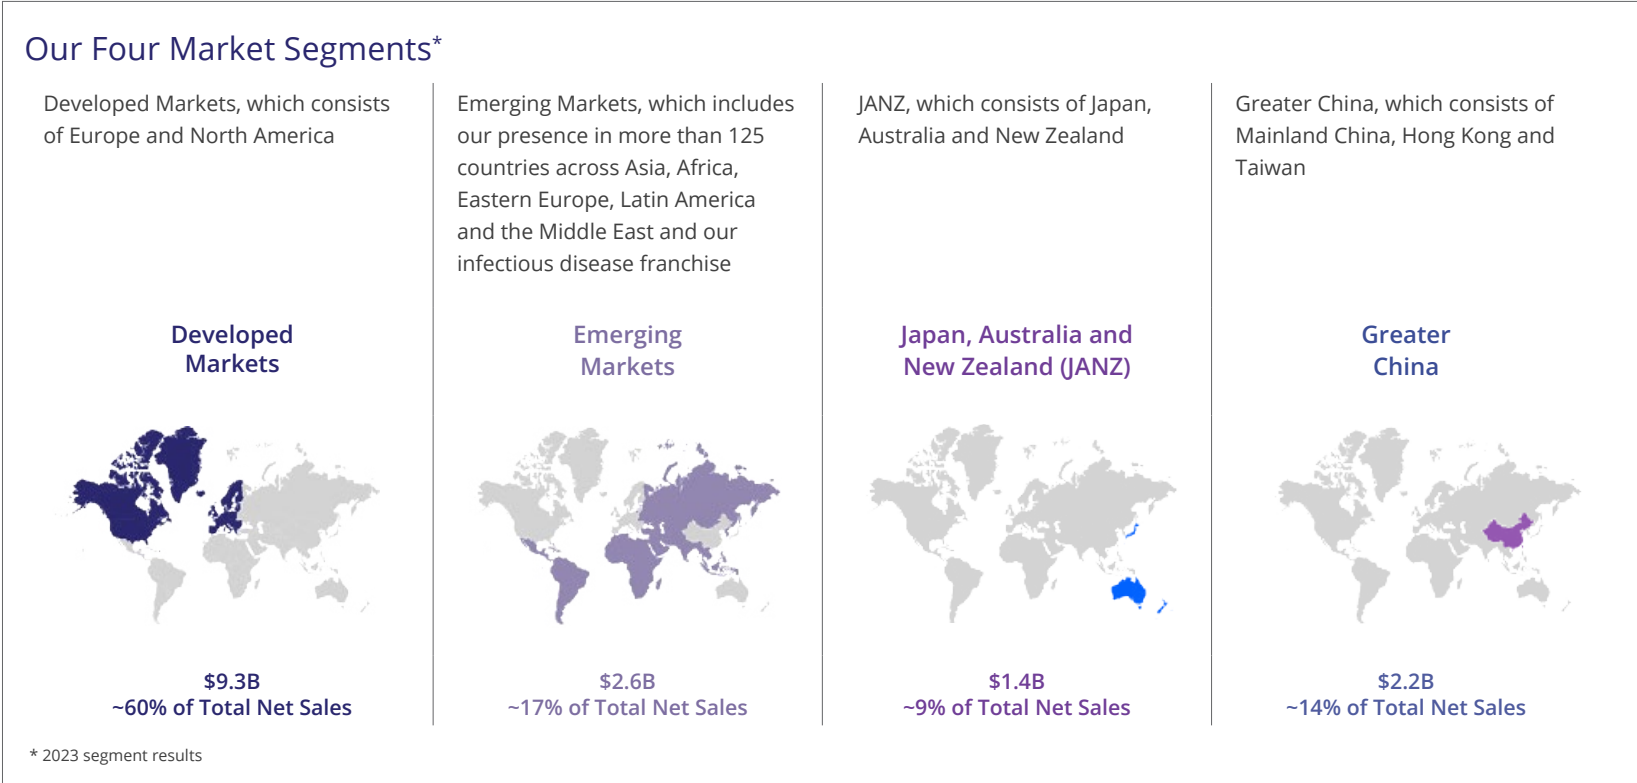 Our Four Market Segments*
Developed Markets, which consists
of Europe and North America
Emerging Markets, which includes
our presence in more than 125
countries across Asia, Africa,
Eastern Europe, Latin America
and the Middle East and our
infectious disease franchise
JANZ, which consists of Japan,
Australia and New Zealand
Greater China, which consists of
Mainland China, Hong Kong and
Taiwan
Developed
Markets
Emerging
Markets
Japan, Australia and
New Zealand (JANZ)
Greater
China
$9.3B
~60% of Total Net Sales
$2.6B
~17% of Total Net Sales
$1.4B
~9% of Total Net Sales
$2.2B
~14% of Total Net Sales
* 2023 segment results